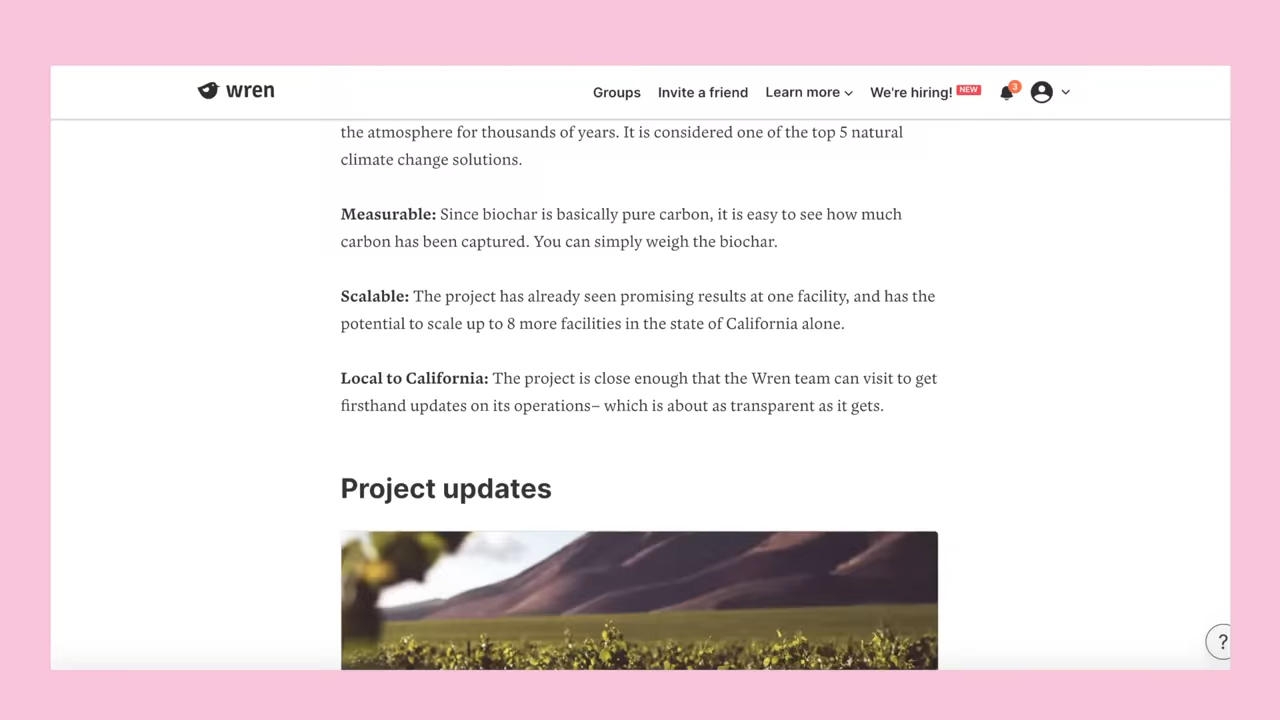 wren
Groups Invite a friend Learn more We're hiring! NEW 3
the atmosphere for thousands of years. It is considered one of the top 5 natural
climate change solutions.
Measurable: Since biochar is basically pure carbon, it is easy to see how much
carbon has been captured. You can simply weigh the biochar.
Scalable: The project has already seen promising results at one facility, and has the
potential to scale up to 8 more facilities in the state of California alone.
Local to California: The project is close enough that the Wren team can visit to get
firsthand updates on its operations– which is about as transparent as it gets.
Project updates
?